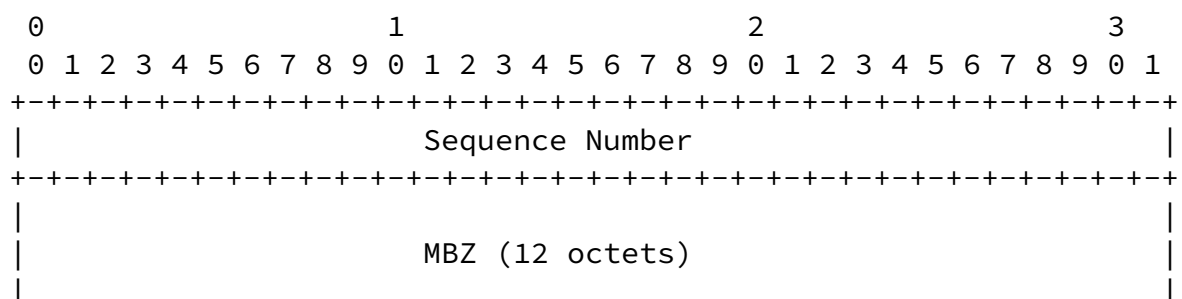 0                   1                   2                   3
 0 1 2 3 4 5 6 7 8 9 0 1 2 3 4 5 6 7 8 9 0 1 2 3 4 5 6 7 8 9 0 1
+-+-+-+-+-+-+-+-+-+-+-+-+-+-+-+-+-+-+-+-+-+-+-+-+-+-+-+-+-+-+-+-+
|                      Sequence Number                          |
+-+-+-+-+-+-+-+-+-+-+-+-+-+-+-+-+-+-+-+-+-+-+-+-+-+-+-+-+-+-+-+-+
|                                                               |
|                      MBZ (12 octets)                          |
|                                                               |